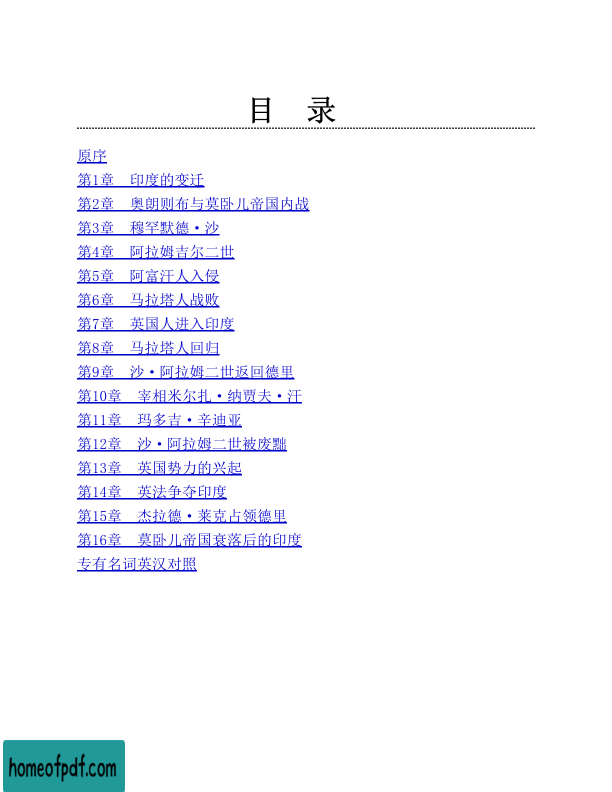 目 录
原序
第1章 印度的变迁
第2章 奥朗则布与莫卧儿帝国内战
第3章 穆罕默德·沙
第4章 阿拉姆吉尔二世
第5章 阿富汗人入侵
第6章 马拉塔人战败
第7章 英国人进入印度
第8章 马拉塔人回归
第9章 沙·阿拉姆二世返回德里
第10章 宰相米尔扎·纳贾夫·汗
第11章 玛多吉·辛迪亚
第12章 沙·阿拉姆二世被废黜
第13章 英国势力的兴起
第14章 英法争夺印度
第15章 杰拉德·莱克占领德里
第16章 莫卧儿帝国衰落后的印度
专有名词英汉对照
homeofpdf.com